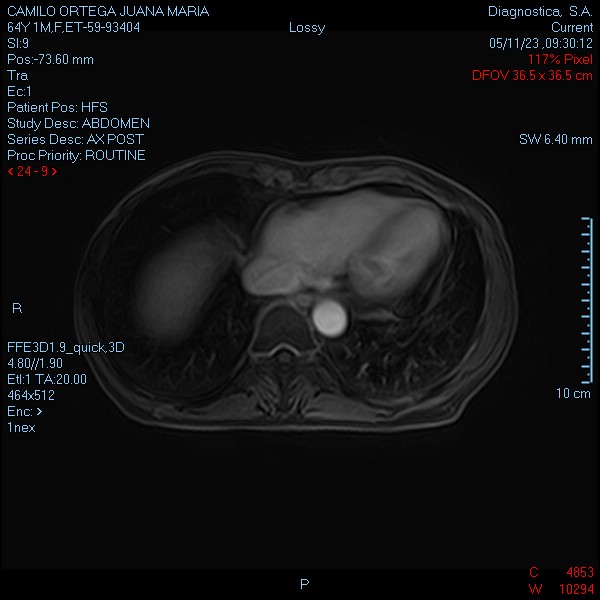 CAMILO ORTEGA JUANA MARIA
64Y 1M,F,ET-59-93404
Sl:9
Pos:-73.60 mm
Tra
Ec:1
Patient Pos: HFS
Study Desc: ABDOMEN
Series Desc: AX POST
Proc Priority: ROUTINE
< 24 - 9 >
Lossy
Diagnostica, S.A.
Current
05/11/23 ,09:30:12
117% Pixel
DFOV 36.5 x 36.5 cm
SW 6.40 mm
R
10 cm
FFE3D1.9_quick,3D
4.80//1.90
Etl:1 TA:20.00
464x512
Enc: >
1nex
P
C 4853
W 10294